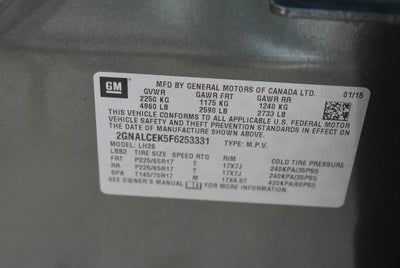 GM
MFD BY GENERAL MOTORS OF CANADA LTD. 01/15
GVWR GAWR FRT GAWR RR
2250 KG 1175 KG 1240 KG
4960 LB 2590 LB 2733 LB
THIS VEHICLE CONFORMS TO ALL APPLICABLE U.S. FEDERAL MOTOR
VEHICLE SAFETY AND THEFT PREVENTION STANDARDS IN EFFECT ON
THE DATE OF MANUFACTURE SHOWN ABOVE.
2GNALCEK5F6253331 TYPE: M.P.V.
LH26
L882 TIRE SIZE SPEED RTG RIM COLD TIRE PRESSURE
FRT P225/65R17 T 17X7J 240KPA(35PSI)
RR P225/65R17 T 17X7J 240KPA(35PSI)
SPA T145/70R17 M 17X4.5T 420KPA(60PSI)
SEE OWNER'S MANUAL FOR MORE INFORMATION.